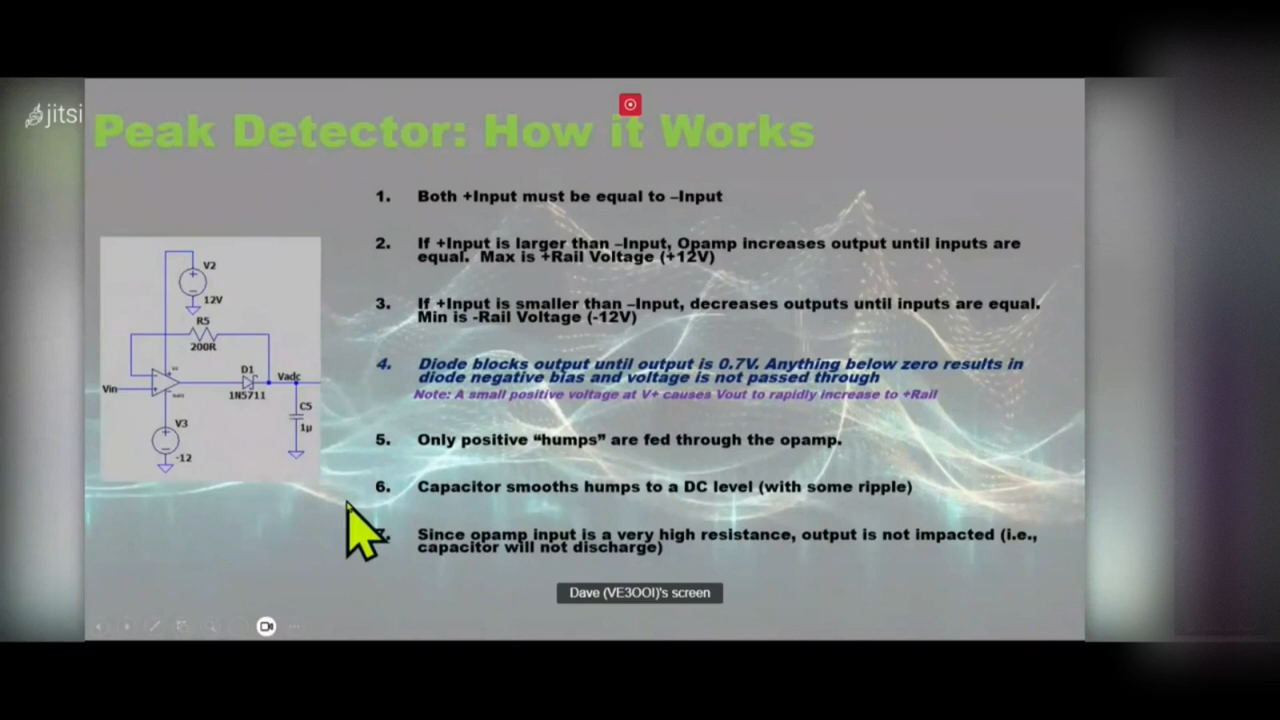 jitsi
Peak Detector: How it Works
1. Both +Input must be equal to –Input
2. If +Input is larger than –Input, Opamp increases output until inputs are
equal. Max is +Rail Voltage (+12V)
3. If +Input is smaller than –Input, decreases outputs until inputs are equal.
Min is -Rail Voltage (-12V)
4. Diode blocks output until output is 0.7V. Anything below zero results in
diode negative bias and voltage is not passed through
Note: A small positive voltage at V+ causes Vout to rapidly increase to +Rail
5. Only positive “humps” are fed through the opamp.
6. Capacitor smooths humps to a DC level (with some ripple)
Since opamp input is a very high resistance, output is not impacted (i.e.,
capacitor will not discharge)
V2
12V
R5
200R
D1
Vadc
Vin
1N5711
C5
1µ
V3
-12
Dave (VE3OOI)'s screen